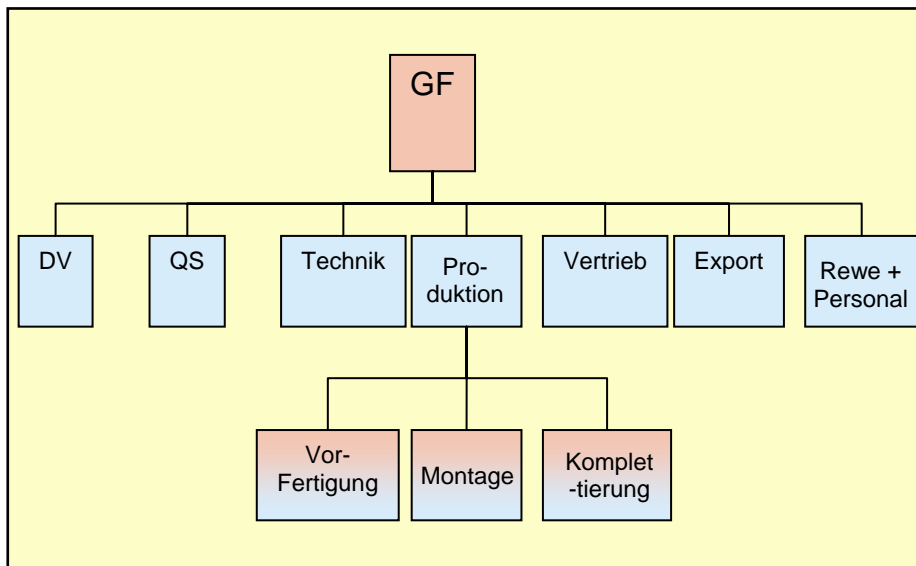 GF
DV
QS
Technik
Pro-
duktion
Vertrieb
Export
Rewe +
Personal
Vor-
Fertigung
Montage
Komplet
-tierung